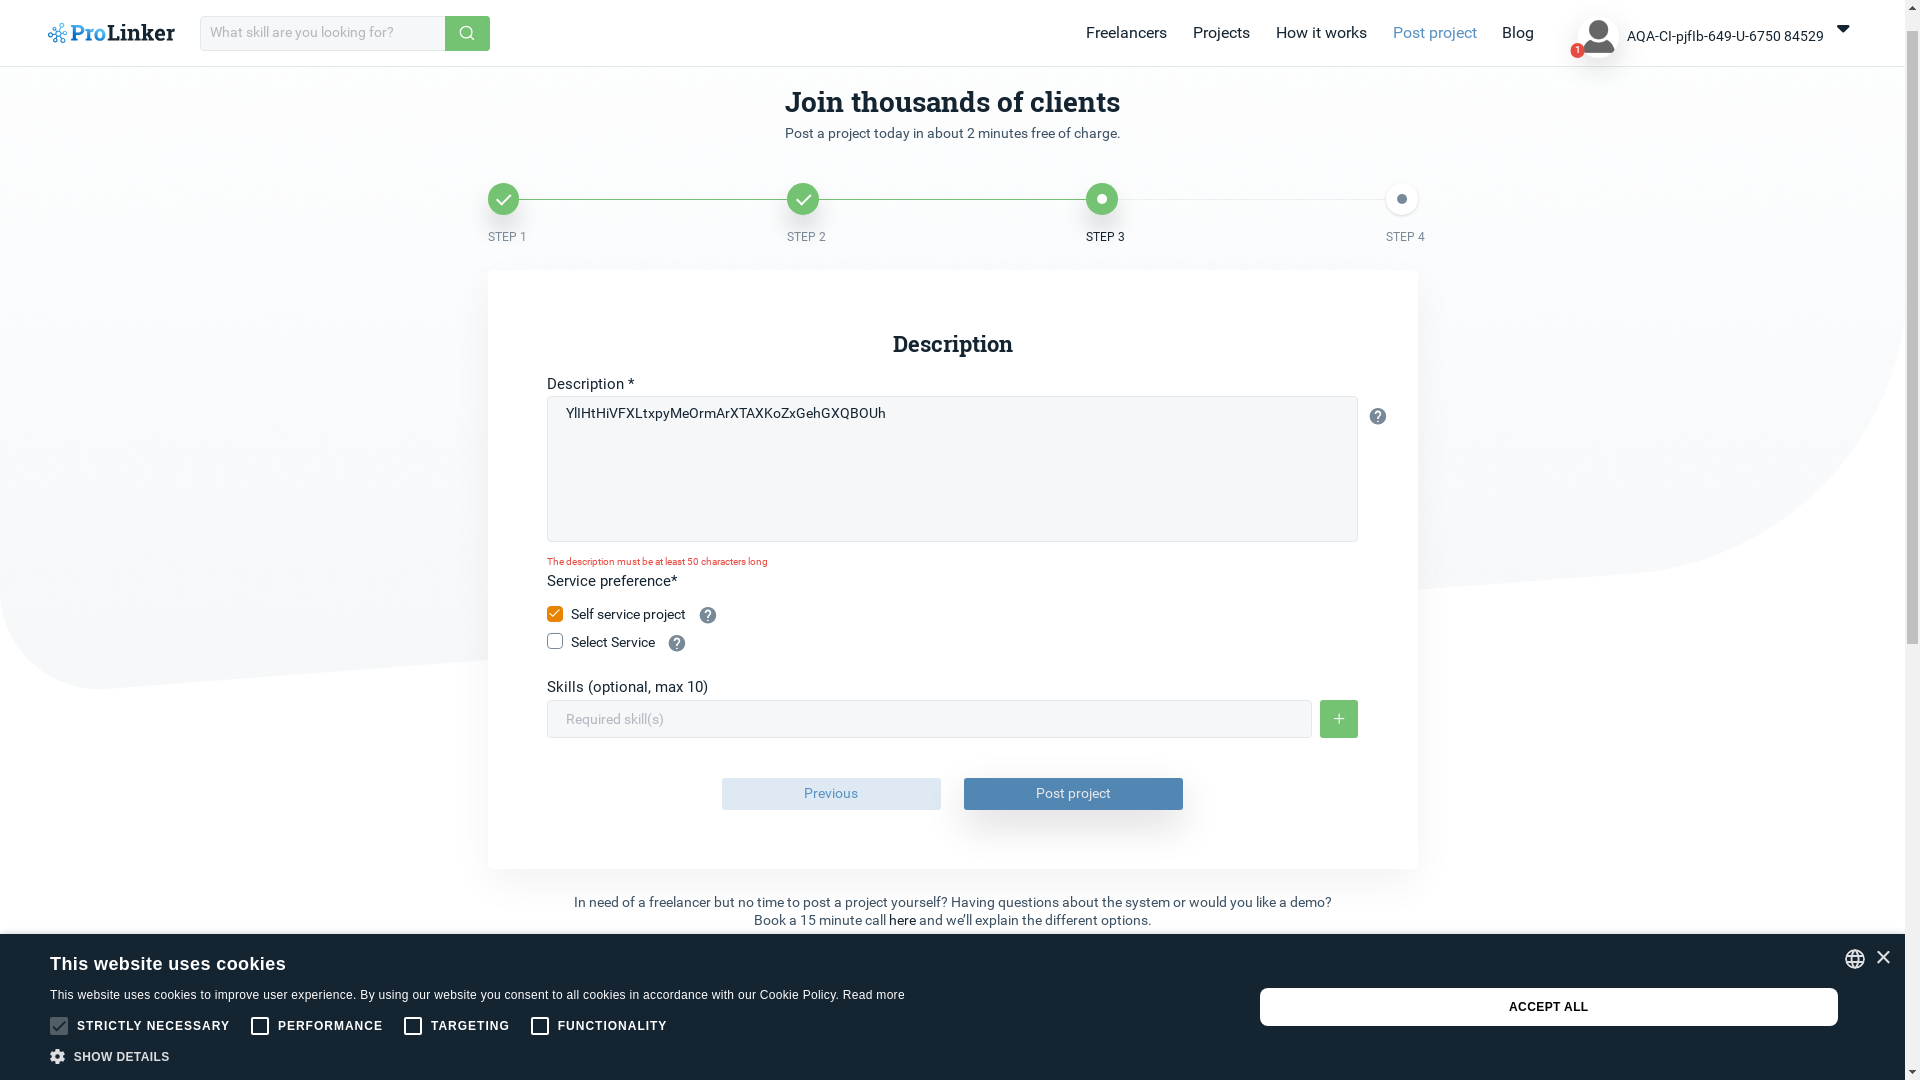 ProLinker
What skill are you looking for?
Freelancers
Projects
How it works
Post project
Blog
1
AQA-CI-pjfIb-649-U-6750 84529
Join thousands of clients
Post a project today in about 2 minutes free of charge.
STEP 1
STEP 2
STEP 3
STEP 4
Description
Description *
YlIHtHiVFXLtxpyMeOrmArXTAXKoZxGehGXQBOUh
The description must be at least 50 characters long
Service preference*
Self service project
Select Service
Skills (optional, max 10)
Required skill(s)
+
Previous
Post project
In need of a freelancer but no time to post a project yourself? Having questions about the system or would you like a demo?
Book a 15 minute call here and we’ll explain the different options.
This website uses cookies
This website uses cookies to improve user experience. By using our website you consent to all cookies in accordance with our Cookie Policy. Read more
STRICTLY NECESSARY
PERFORMANCE
TARGETING
FUNCTIONALITY
SHOW DETAILS
ACCEPT ALL